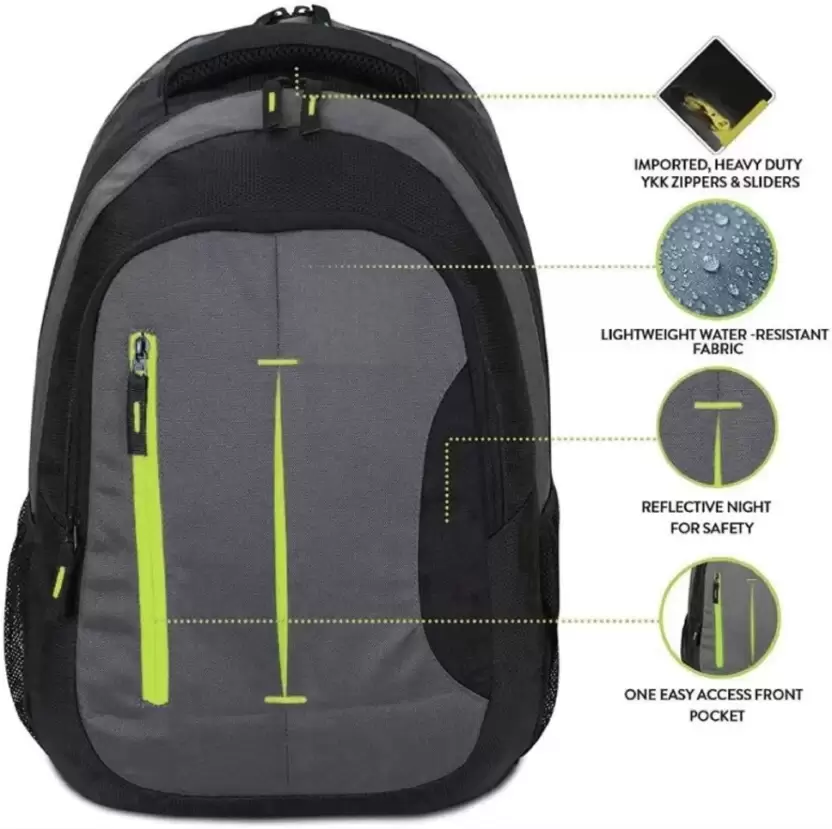 IMPORTED, HEAVY DUTY
YKK ZIPPERS & SLIDERS
LIGHTWEIGHT WATER -RESISTANT
FABRIC
REFLECTIVE NIGHT
FOR SAFETY
ONE EASY ACCESS FRONT
POCKET